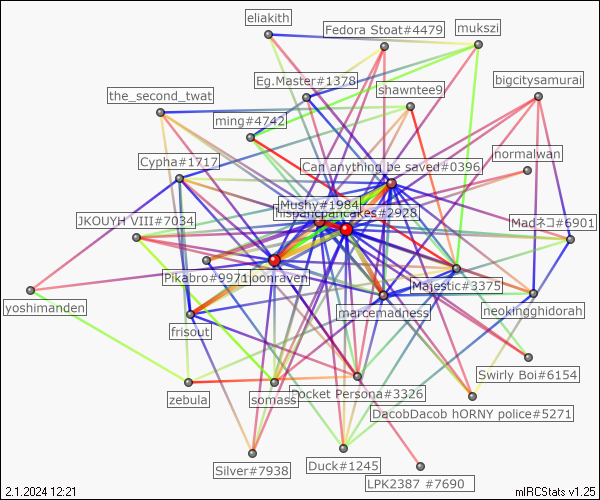 eliakith
Fedora Stoat#4479
mukszi
Eg.Master#1378
shawntee9
bigcitysamurai
the_second_twat
ming#4742
Cypha#1717
Can anything be saved#0396
normalwan
Mushy#1984
hispanicpancakes#2928
JKOUYH VIII#7034
Madネコ#6901
Pikabro#9971
loonraven
Majestic#3375
yoshimanden
marcemadness
neokingghidorah
frisout
Swirly Boi#6154
zebula
somass
Pocket Persona#3326
DacobDacob hORNY police#5271
Silver#7938
Duck#1245
LPK2387 #7690
2.1.2024 12:21
mIRCStats v1.25